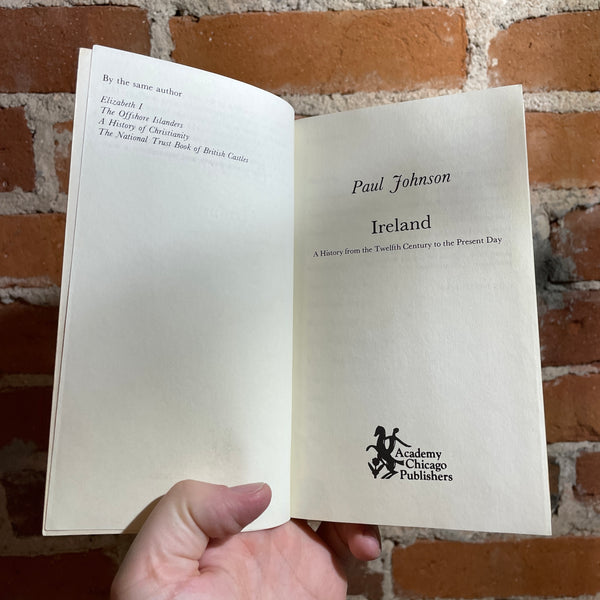 By the same author
Elizabeth I
The Offshore Islanders
A History of Christianity
The National Trust Book of British Castles
Paul Johnson
Ireland
A History from the Twelfth Century to the Present Day
Academy
Chicago
Publishers